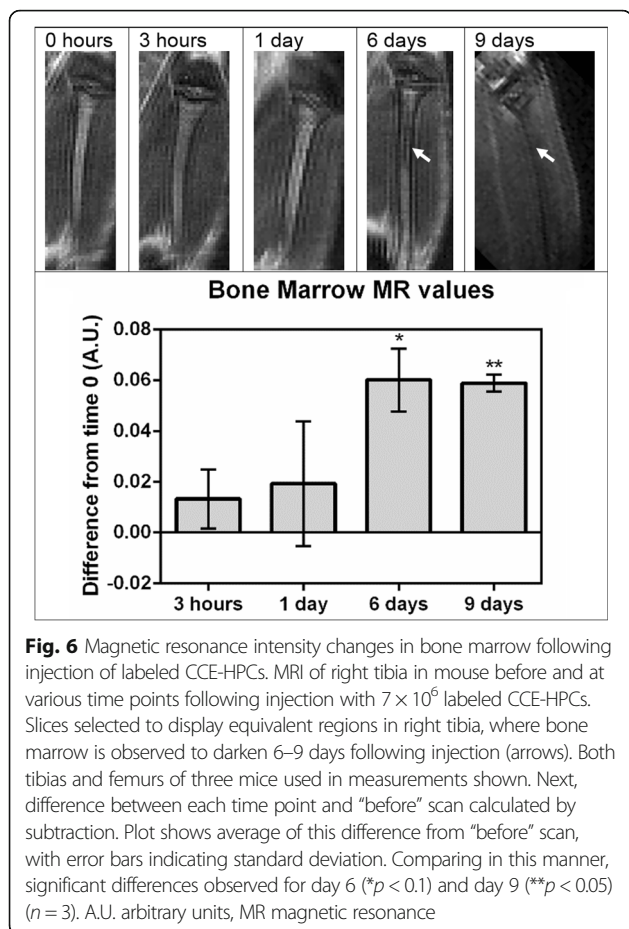 0 hours 3 hours 1 day 6 days 9 days
Bone Marrow MR values
Difference from time 0 (A.U.)
0.08
0.06
0.04
0.02
0.00
-0.02
*
**
3 hours 1 day 6 days 9 days
Fig. 6 Magnetic resonance intensity changes in bone marrow following
injection of labeled CCE-HPCs. MRI of right tibia in mouse before and at
various time points following injection with 7 × 10⁶ labeled CCE-HPCs.
Slices selected to display equivalent regions in right tibia, where bone
marrow is observed to darken 6–9 days following injection (arrows). Both
tibias and femurs of three mice used in measurements shown. Next,
difference between each time point and “before” scan calculated by
subtraction. Plot shows average of this difference from “before” scan,
with error bars indicating standard deviation. Comparing in this manner,
significant differences observed for day 6 (*p < 0.1) and day 9 (**p < 0.05)
(n = 3). A.U. arbitrary units, MR magnetic resonance